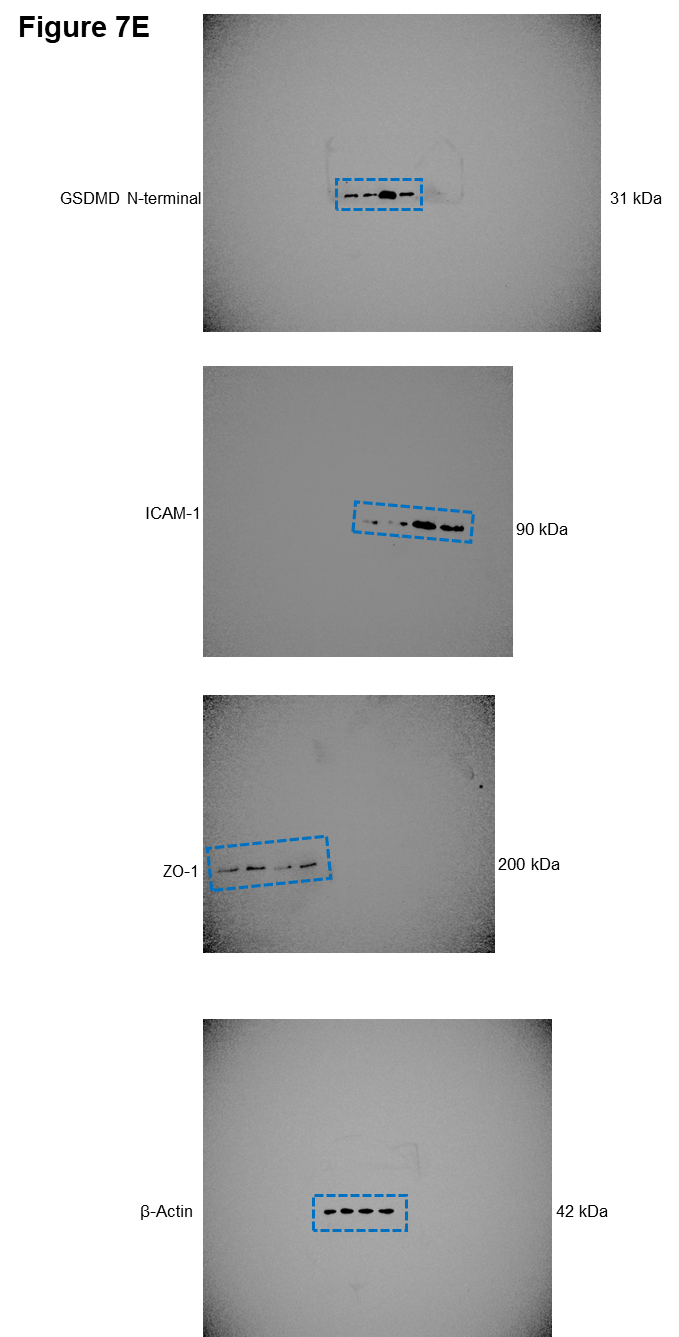 Figure 7E
GSDMD N-terminal
31 kDa
ICAM-1
90 kDa
ZO-1
200 kDa
β-Actin
42 kDa